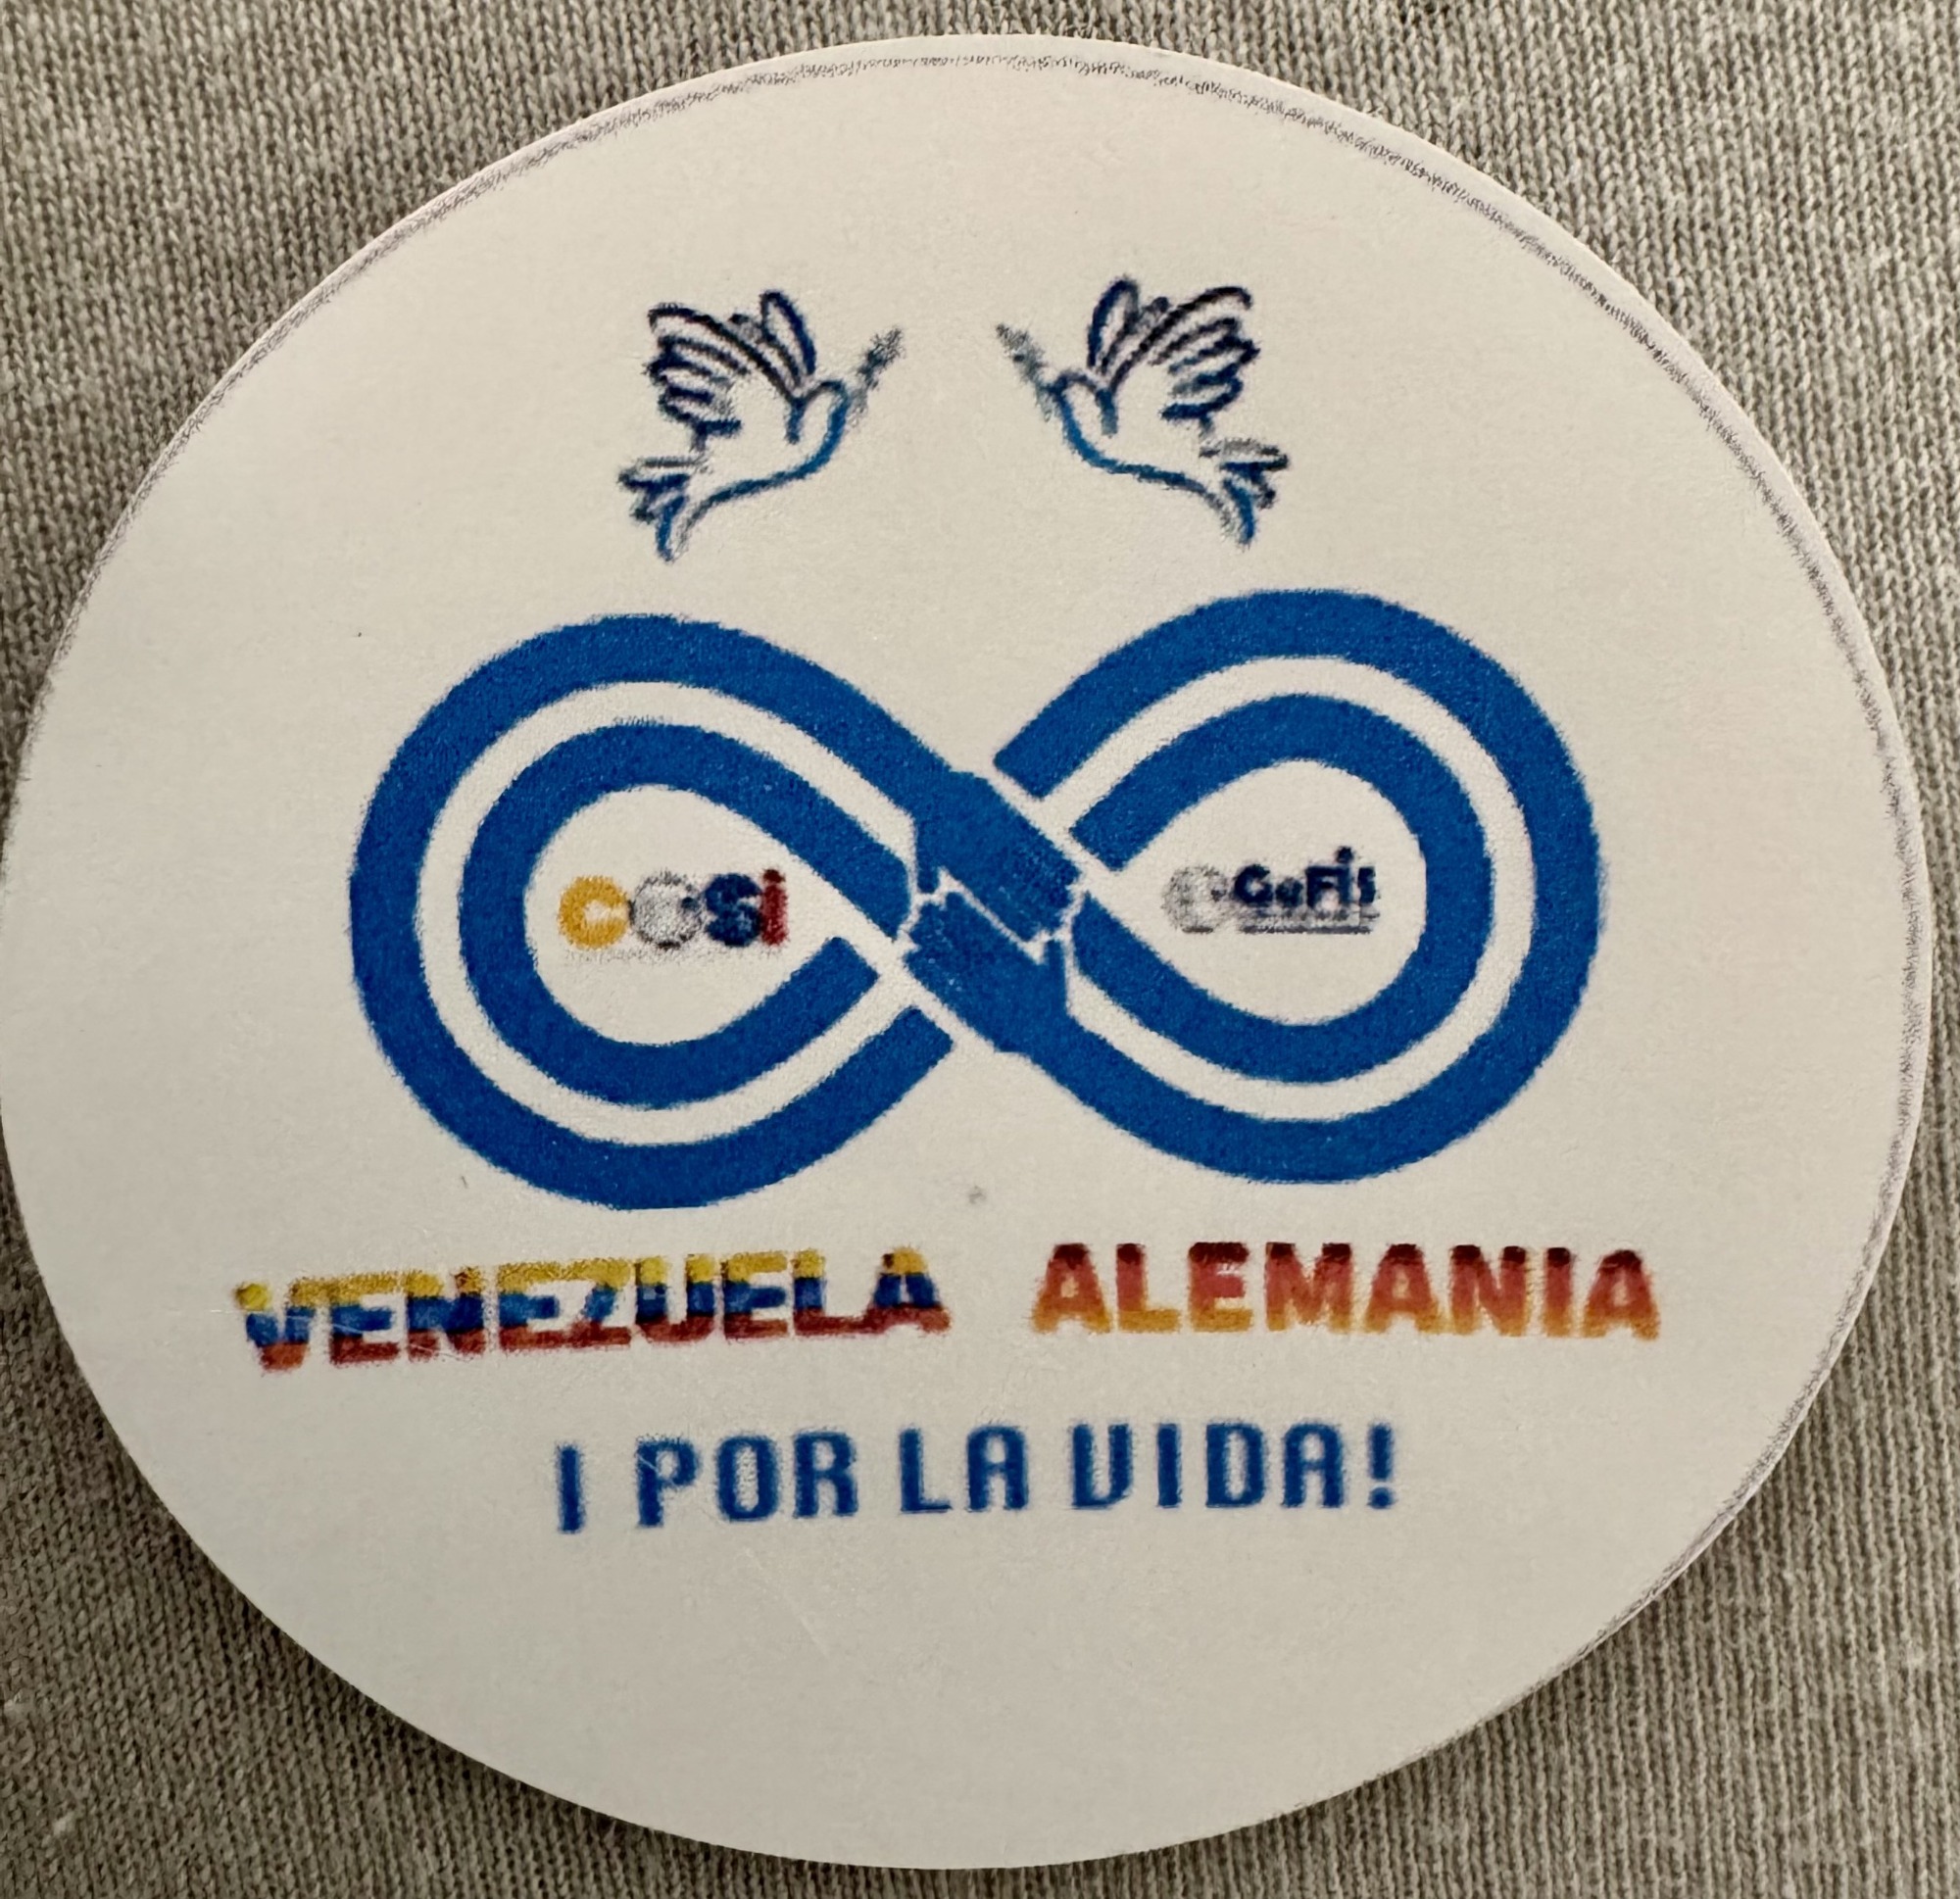 cosi GeFiS
VENEZUELA ALEMANIA
¡ POR LA VIDA!